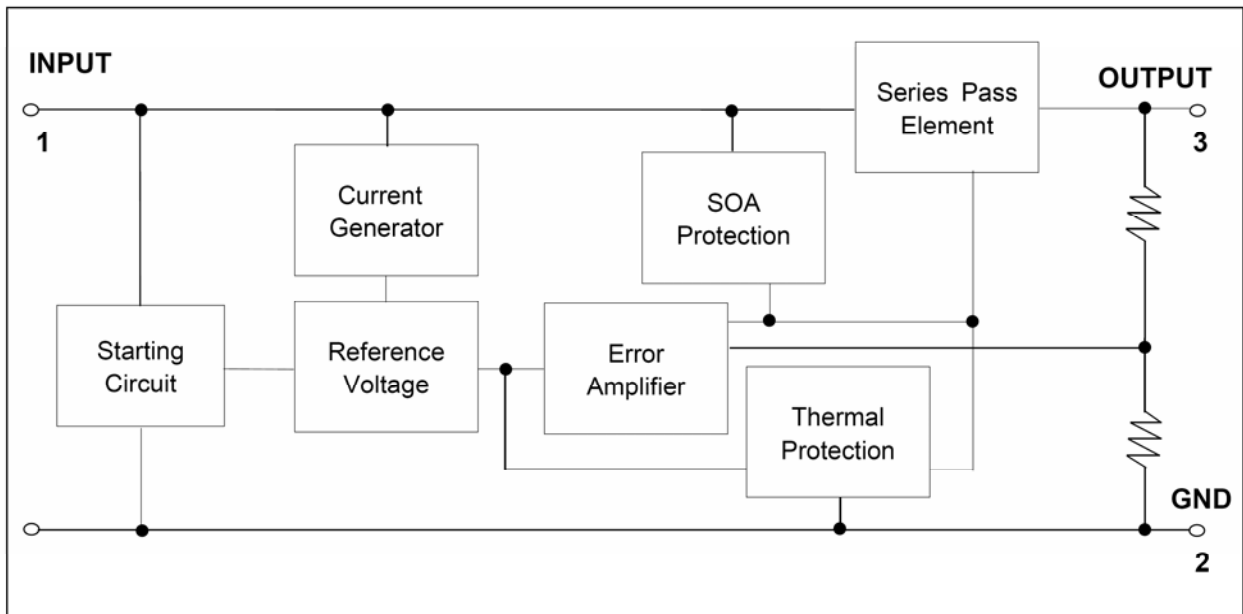 INPUT
1
Series Pass
Element
OUTPUT
3
Current
Generator
SOA
Protection
Starting
Circuit
Reference
Voltage
Error
Amplifier
Thermal
Protection
GND
2